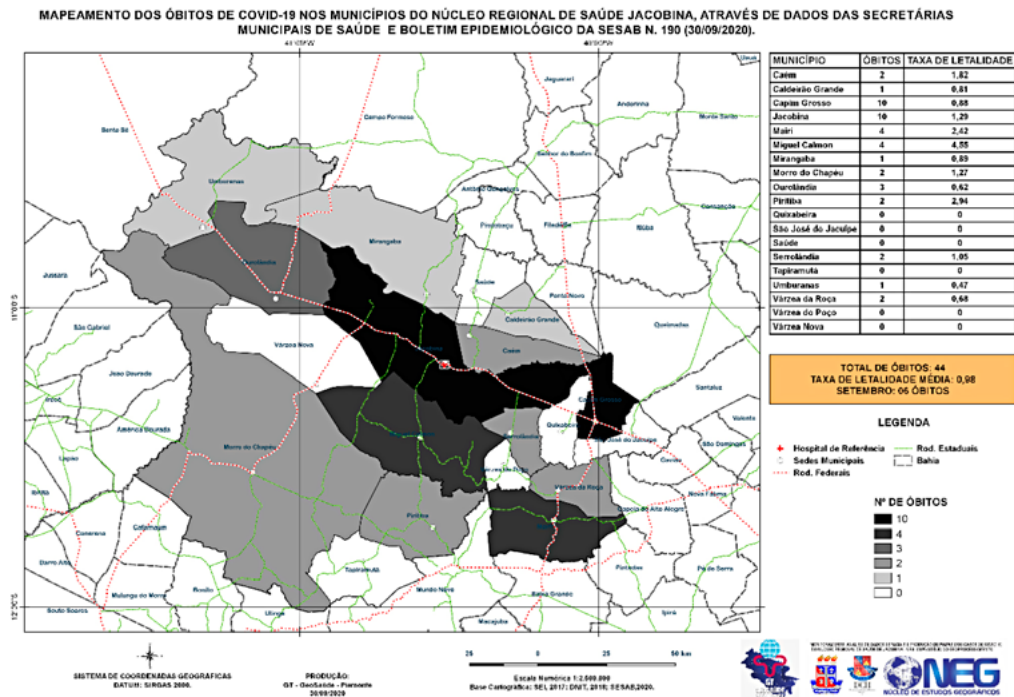 MAPEAMENTO DOS ÓBITOS DE COVID-19 NOS MUNICÍPIOS DO NÚCLEO REGIONAL DE SAÚDE JACOBINA, ATRAVÉS DE DADOS DAS SECRETÁRIAS
MUNICIPAIS DE SAÚDE E BOLETIM EPIDEMIOLÓGICO DA SESAB N. 190 (30/09/2020).
MUNICÍPIO ÓBITOS TAXA DE LETALIDADE
Caém 2 1,82
Caldeirão Grande 1 0,81
Capim Grosso 10 0,88
Jacobina 10 1,29
Mairi 4 2,42
Miguel Calmon 4 4,55
Mirangaba 1 0,89
Morro do Chapéu 2 1,27
Ourolândia 3 0,62
Piritiba 2 2,94
Quixabeira 0 0
São José do Jacuípe 0 0
Saúde 0 0
Serrolândia 2 1,05
Tapiramutá 0 0
Umburanas 1 0,47
Várzea da Roça 2 0,68
Várzea do Poço 0 0
Várzea Nova 0 0
TOTAL DE ÓBITOS: 44
TAXA DE LETALIDADE MÉDIA: 0,98
SETEMBRO: 06 ÓBITOS
LEGENDA
Hospital de Referência
Sedes Municipais
Rod. Federais
Rod. Estaduais
Bahia
Nº DE ÓBITOS
10
4
3
2
1
0
Jaguarari
Andorinha
Monte Santo
Campo Formoso
Sento Sé
Senhor do Bonfim
Umburanas
Antônio Gonçalves
Cansanção
Pindobaçu
Filadélfia
Itiúba
Mirangaba
Ourolândia
Jussara
Saúde
Ponto Novo
11°00'S
São Gabriel
Várzea Nova
Caldeirão Grande
Queimadas
Caém
João Dourado
Santaluz
Irecê
América Dourada
Quixabeira
Valente
Serrolândia
São José do Jacuípe
São Domingos
Morro do Chapéu
Lapão
Gavião
Várzea da Roça
Nova Fátima
Capela do Alto Alegre
Canarana
Cafarnaum
Piritiba
Barro Alto
Tapiramutá
Pintadas
Pé de Serra
Mulungu do Morro
Bonito
Mundo Novo
Baixa Grande
Souto Soares
Utinga
Macajuba
Ipirá
SISTEMA DE COORDENADAS GEOGRÁFICAS
DATUM: SIRGAS 2000.
PRODUÇÃO:
GT - GeoSaúde - Piemonte
30/09/2020
25 0 25 50 km
Escala Numérica 1:2.500.000
Base Cartográfica: SEI, 2017; DNIT, 2018; SESAB,2020.
NEG
NÚCLEO DE ESTUDOS GEOGRÁFICOS